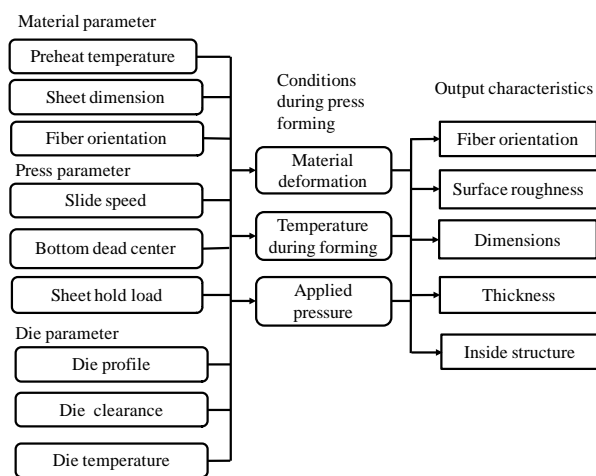 Material parameter
Preheat temperature
Sheet dimension
Fiber orientation
Press parameter
Slide speed
Bottom dead center
Sheet hold load
Die parameter
Die profile
Die clearance
Die temperature
Conditions
during press
forming
Material
deformation
Temperature
during forming
Applied
pressure
Output characteristics
Fiber orientation
Surface roughness
Dimensions
Thickness
Inside structure